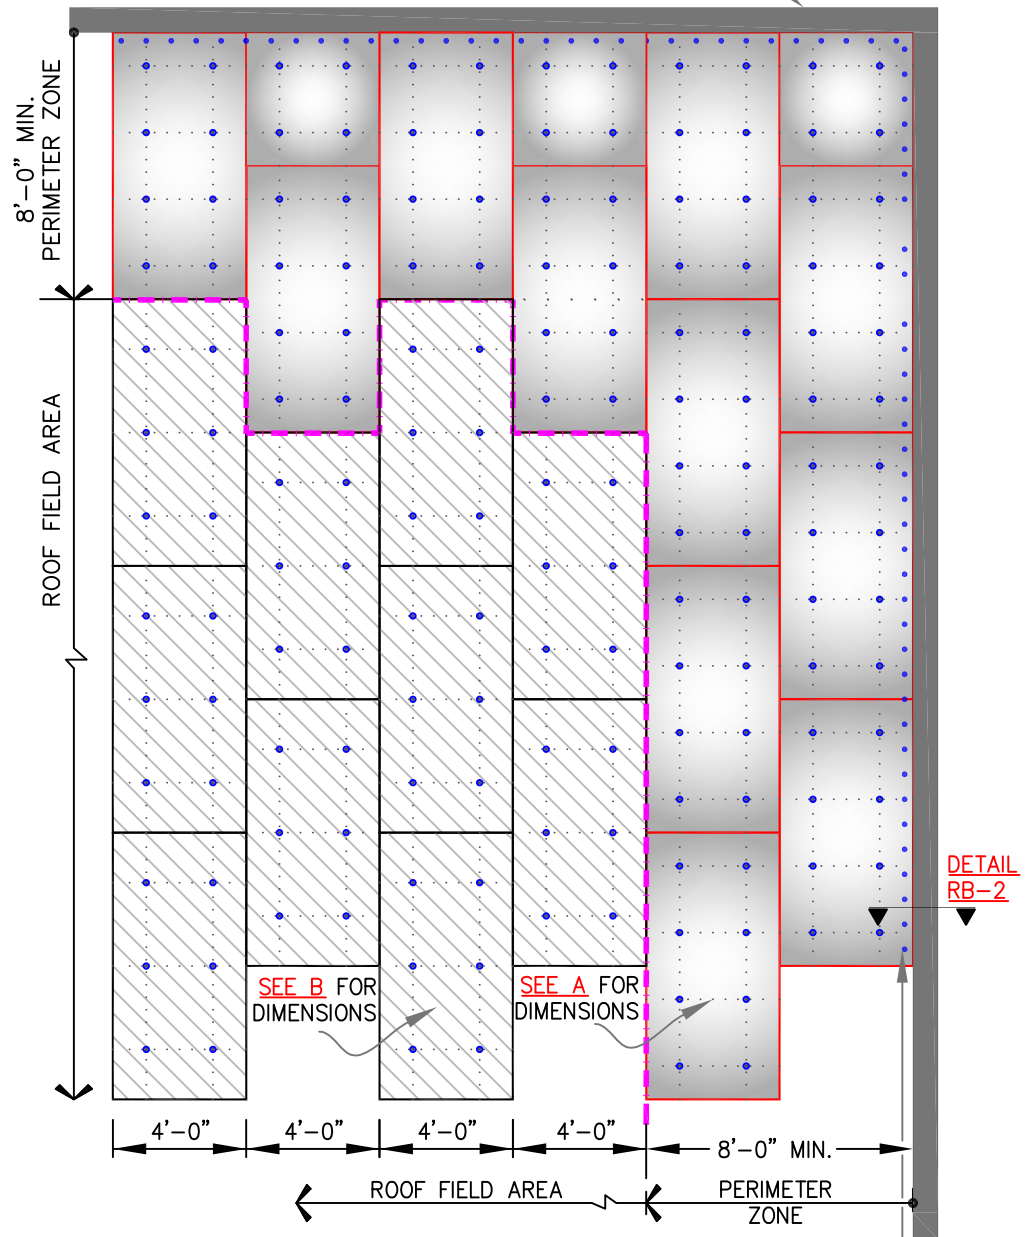 8'-0" MIN.
PERIMETER ZONE
ROOF FIELD AREA
DETAIL
RB-2
SEE B FOR
DIMENSIONS
SEE A FOR
DIMENSIONS
4'-0"
4'-0"
4'-0"
4'-0"
8'-0" MIN.
ROOF FIELD AREA
PERIMETER
ZONE